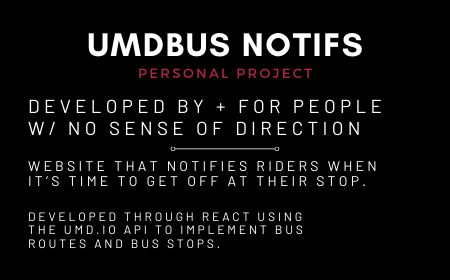 UMDBUS NOTIFS
PERSONAL PROJECT
DEVELOPED BY + FOR PEOPLE
W/ NO SENSE OF DIRECTION
WEBSITE THAT NOTIFIES RIDERS WHEN
IT'S TIME TO GET OFF AT THEIR STOP.
DEVELOPED THROUGH REACT USING
THE UMD.IO API TO IMPLEMENT BUS
ROUTES AND BUS STOPS.